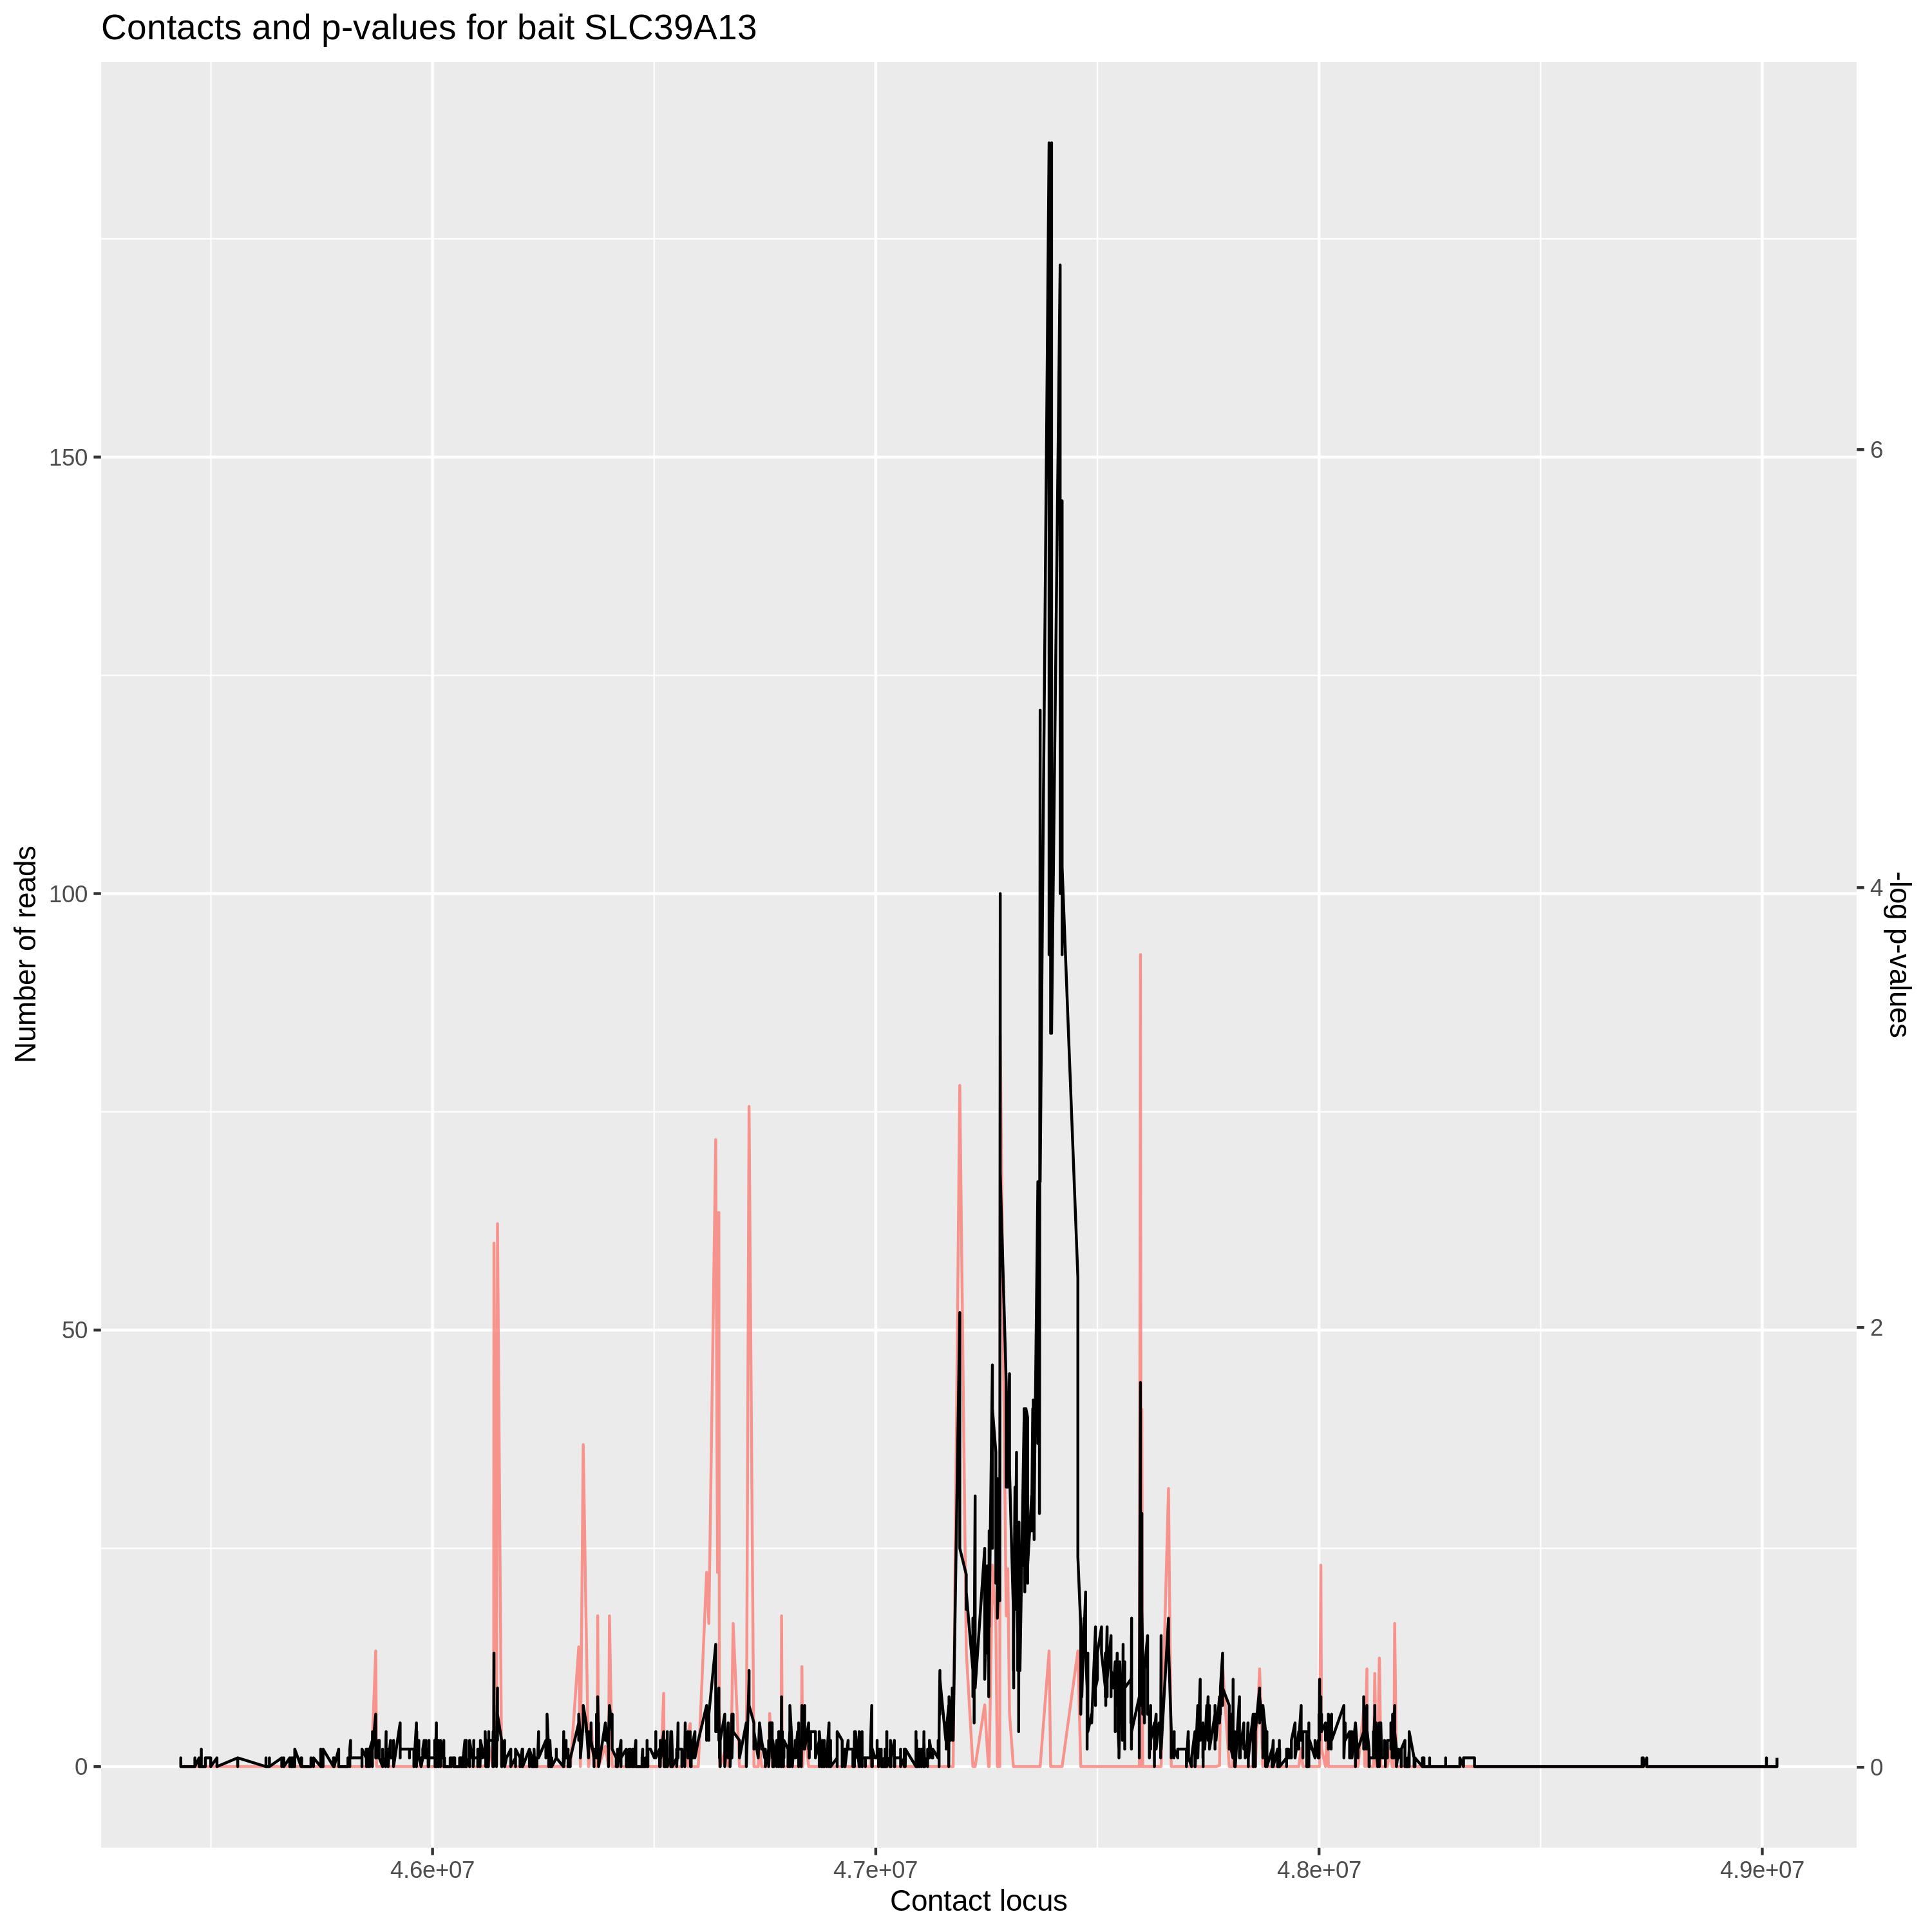 Contacts and p-values for bait SLC39A13
Number of reads
150
100
50
0
6
4
2
0
-log p-values
4.6e+07
4.7e+07
4.8e+07
4.9e+07
Contact locus